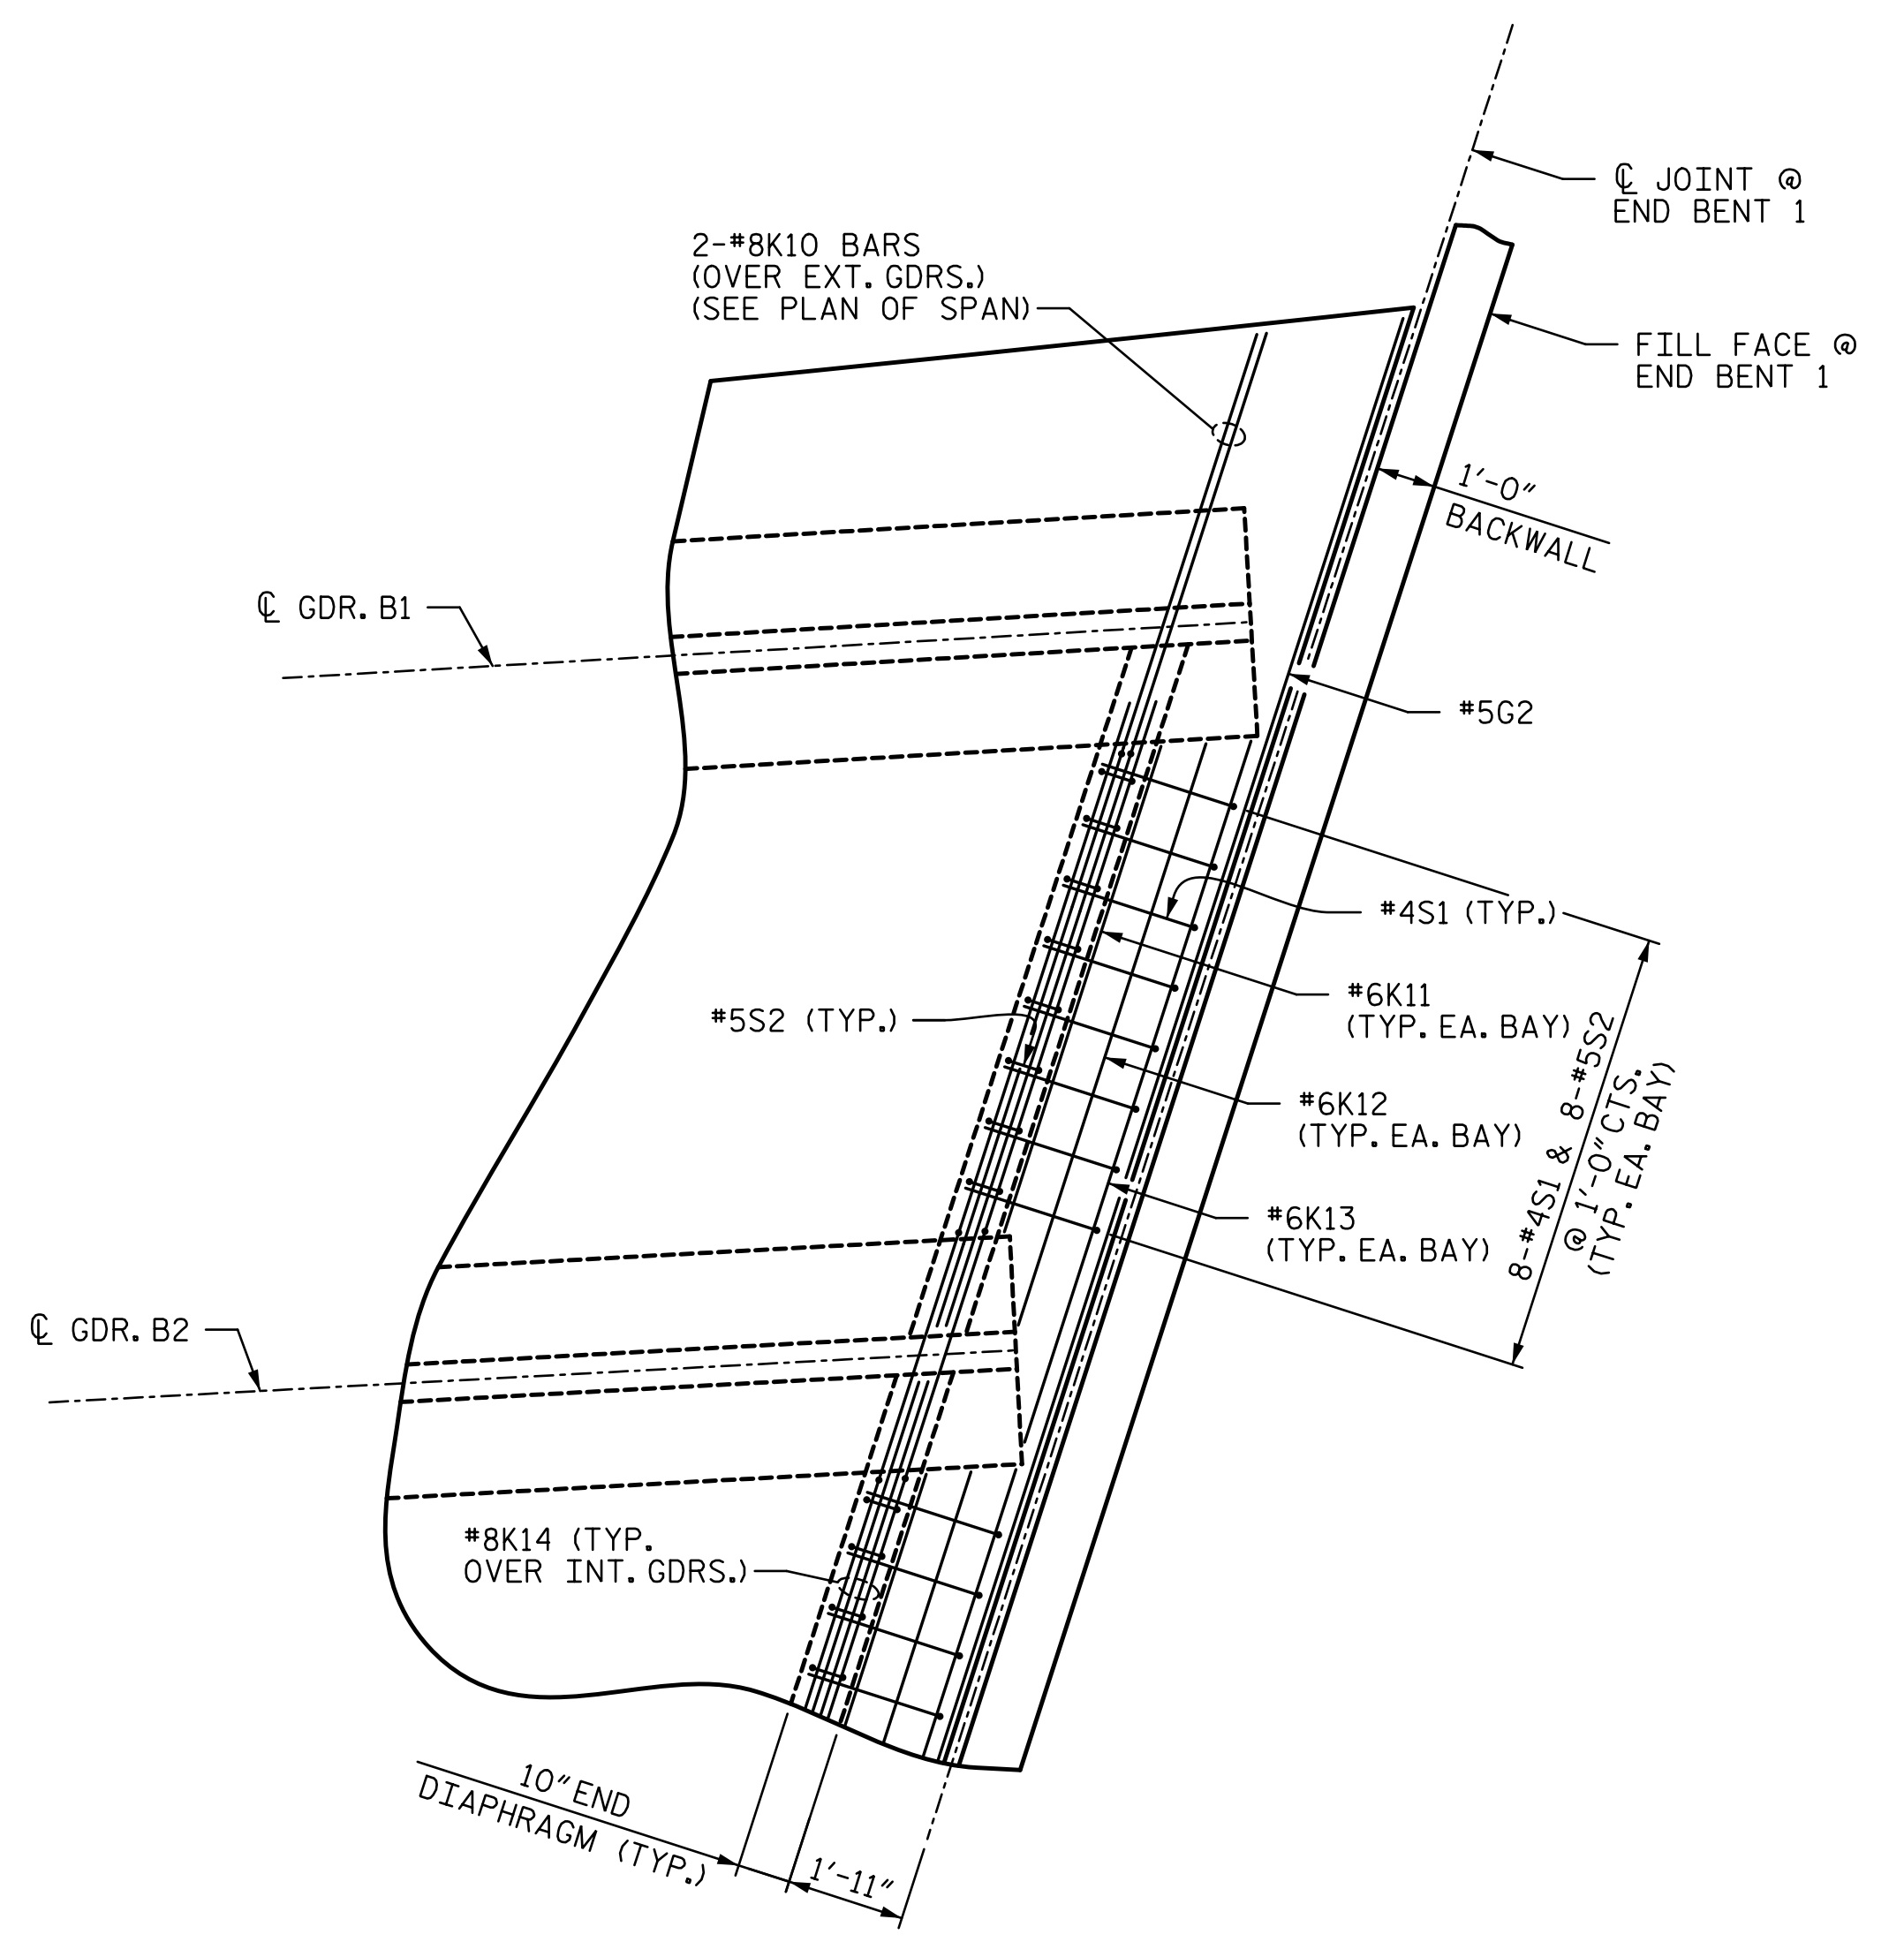 ℄ JOINT @
END BENT 1
2-#8K10 BARS
(OVER EXT. GDRS.)
(SEE PLAN OF SPAN)
FILL FACE @
END BENT 1
1'-0"
BACKWALL
℄ GDR. B1
#5G2
#4S1 (TYP.)
#6K11
(TYP. EA. BAY)
#5S2 (TYP.)
#6K12
(TYP. EA. BAY)
8-#4S1 & 8-#5S2
@ 1'-0" CTS.
(TYP. EA. BAY)
#6K13
(TYP. EA. BAY)
℄ GDR. B2
#8K14 (TYP.
OVER INT. GDRS.)
10" END
DIAPHRAGM (TYP.)
1'-11"